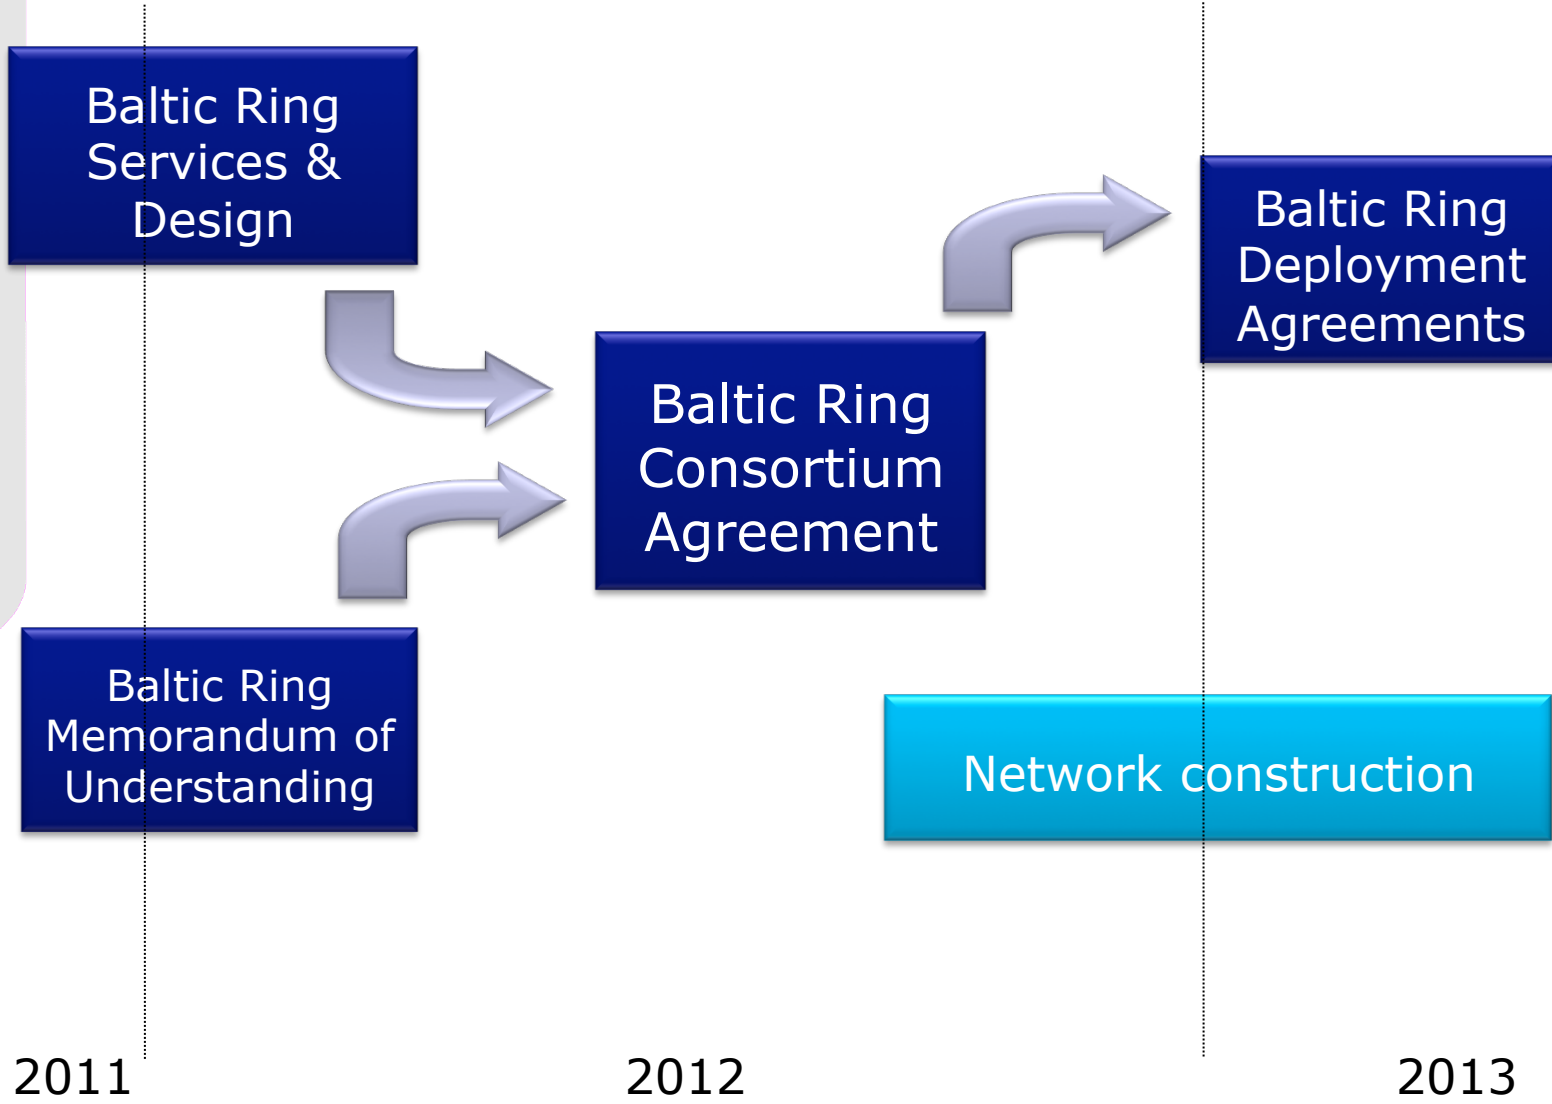 Baltic Ring
Services &
Design
Baltic Ring
Deployment
Agreements
Baltic Ring
Consortium
Agreement
Baltic Ring
Memorandum of
Understanding
Network construction
2011
2012
2013